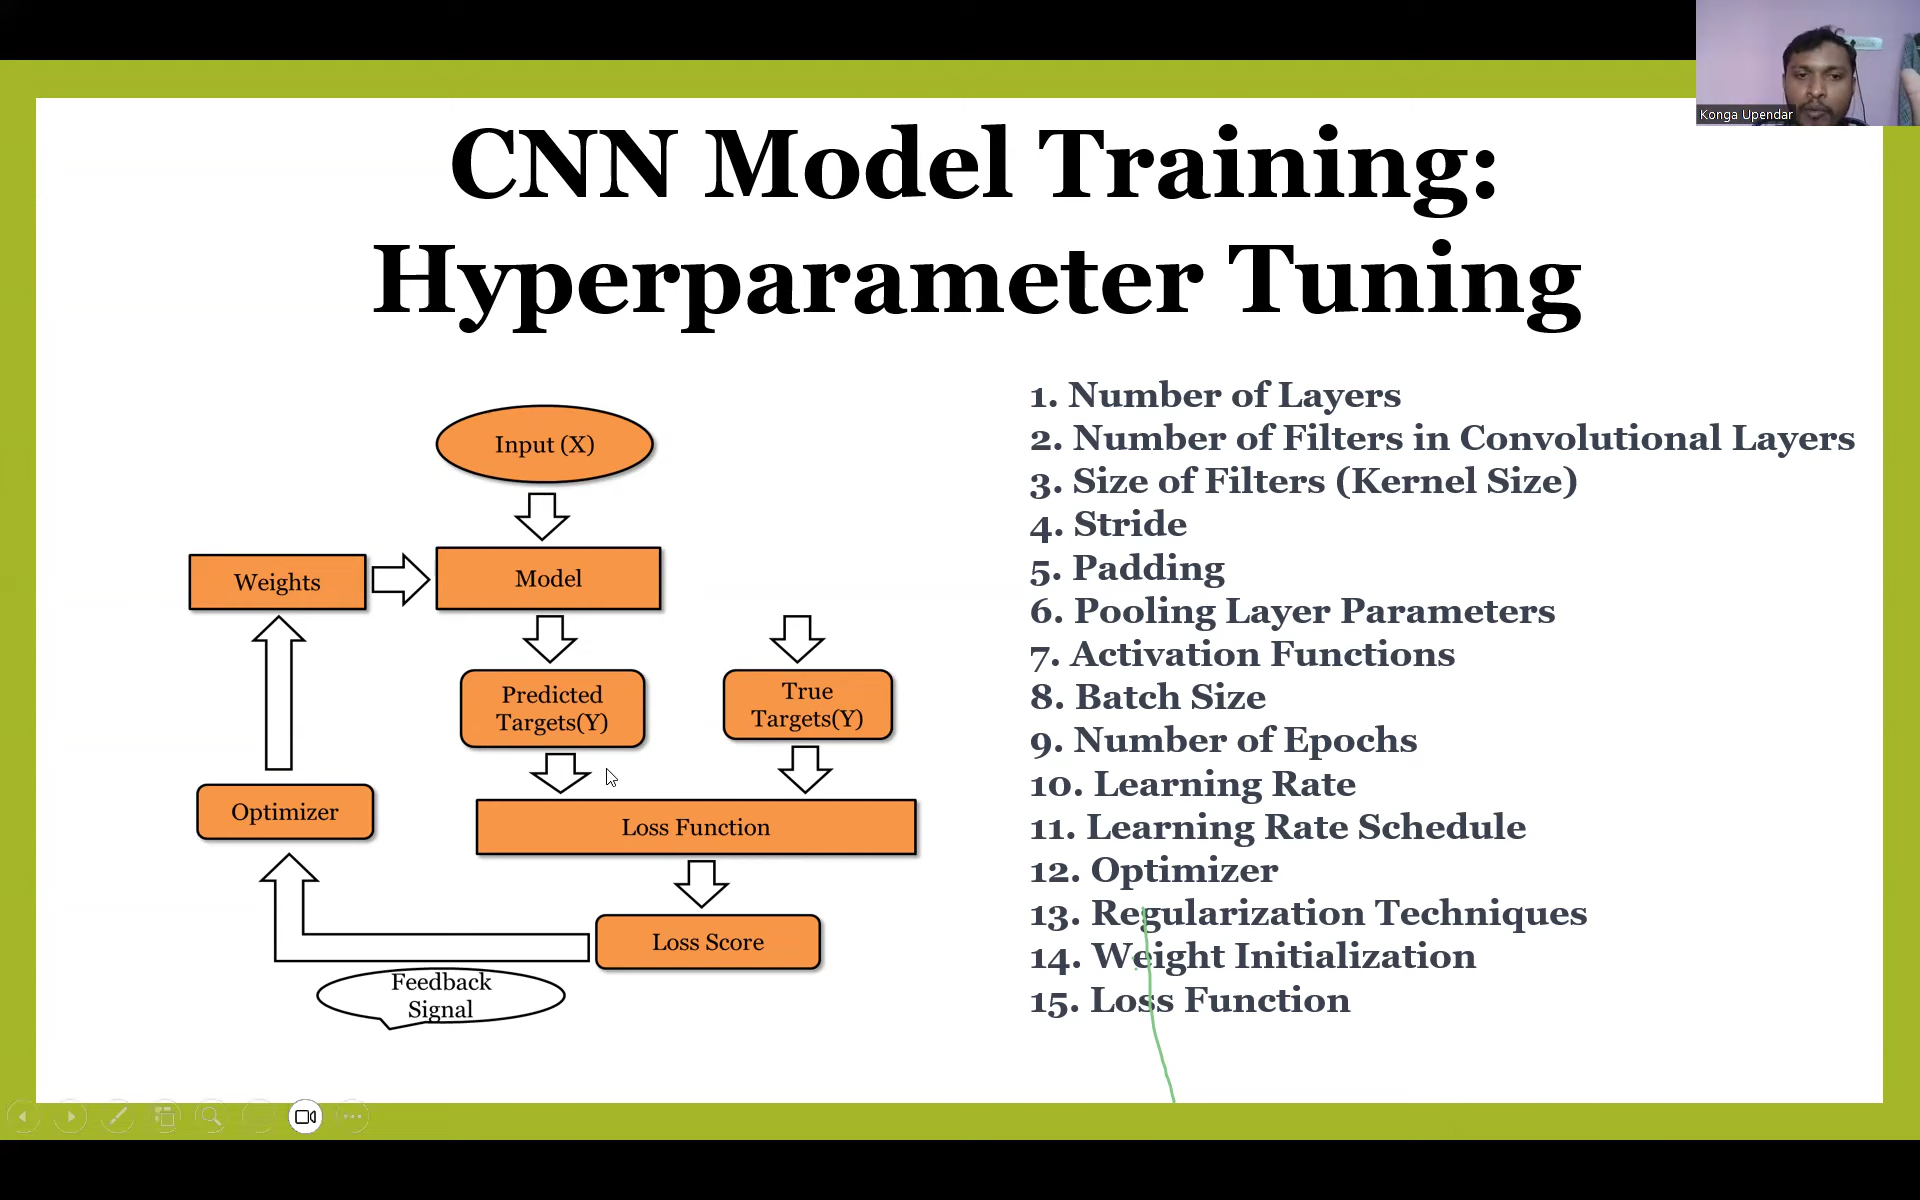 Konga Upendar
CNN Model Training:
Hyperparameter Tuning
Input (X)
Weights
Model
Predicted
Targets(Y)
True
Targets(Y)
Optimizer
Loss Function
Loss Score
Feedback
Signal
1. Number of Layers
2. Number of Filters in Convolutional Layers
3. Size of Filters (Kernel Size)
4. Stride
5. Padding
6. Pooling Layer Parameters
7. Activation Functions
8. Batch Size
9. Number of Epochs
10. Learning Rate
11. Learning Rate Schedule
12. Optimizer
13. Regularization Techniques
14. Weight Initialization
15. Loss Function